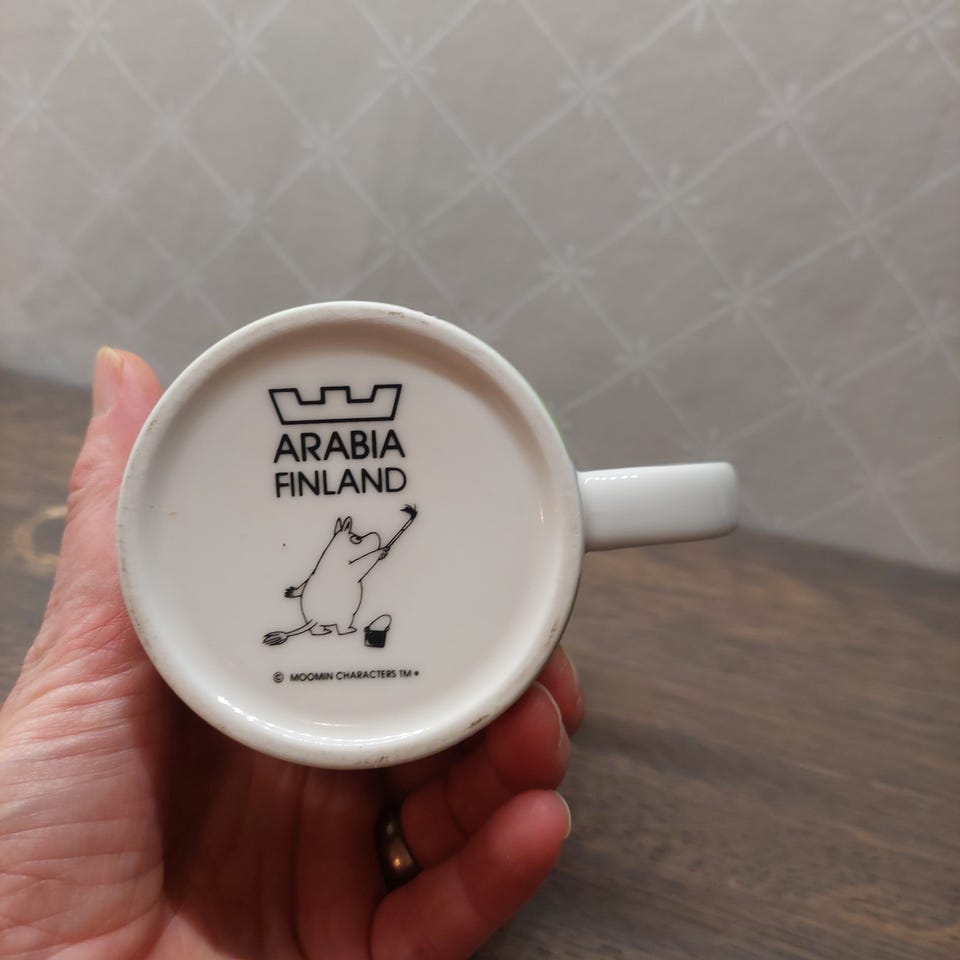 ARABIA
FINLAND
© MOOMIN CHARACTERS TM •